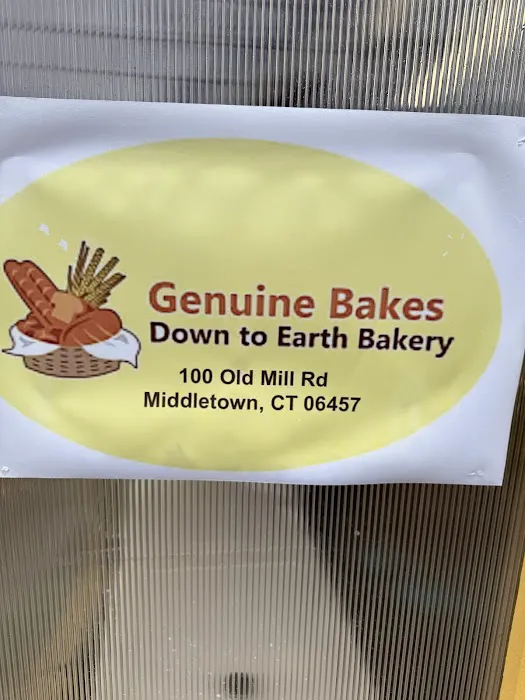 Genuine Bakes
Down to Earth Bakery
100 Old Mill Rd
Middletown, CT 06457